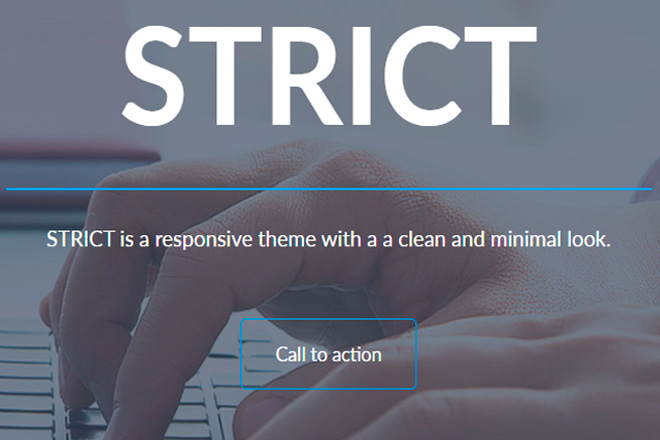 STRICT
STRICT is a responsive theme with a a clean and minimal look.
Call to action